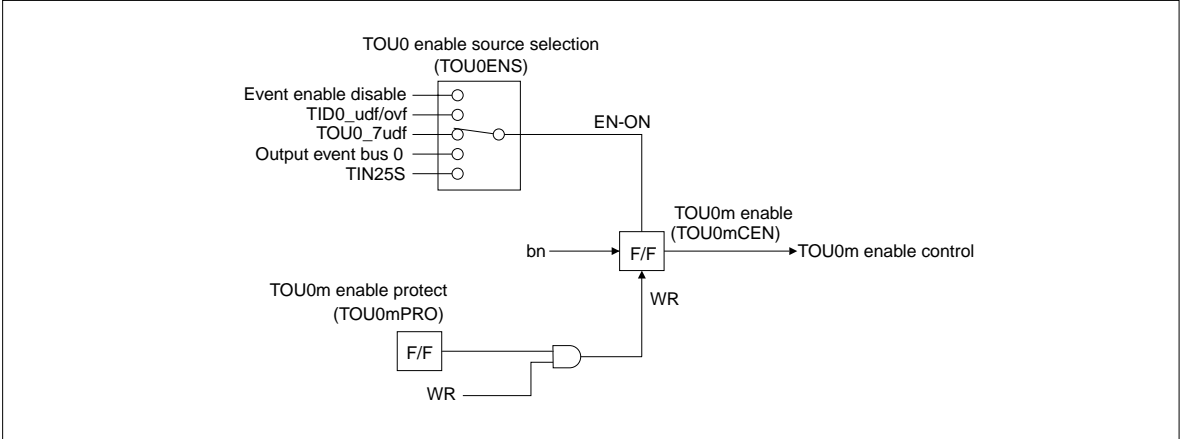 TOU0 enable source selection
(TOU0ENS)
Event enable disable
TID0_udf/ovf
TOU0_7udf
Output event bus 0
TIN25S
EN-ON
TOU0m enable
(TOU0mCEN)
bn
F/F
TOU0m enable control
WR
TOU0m enable protect
(TOU0mPRO)
F/F
WR